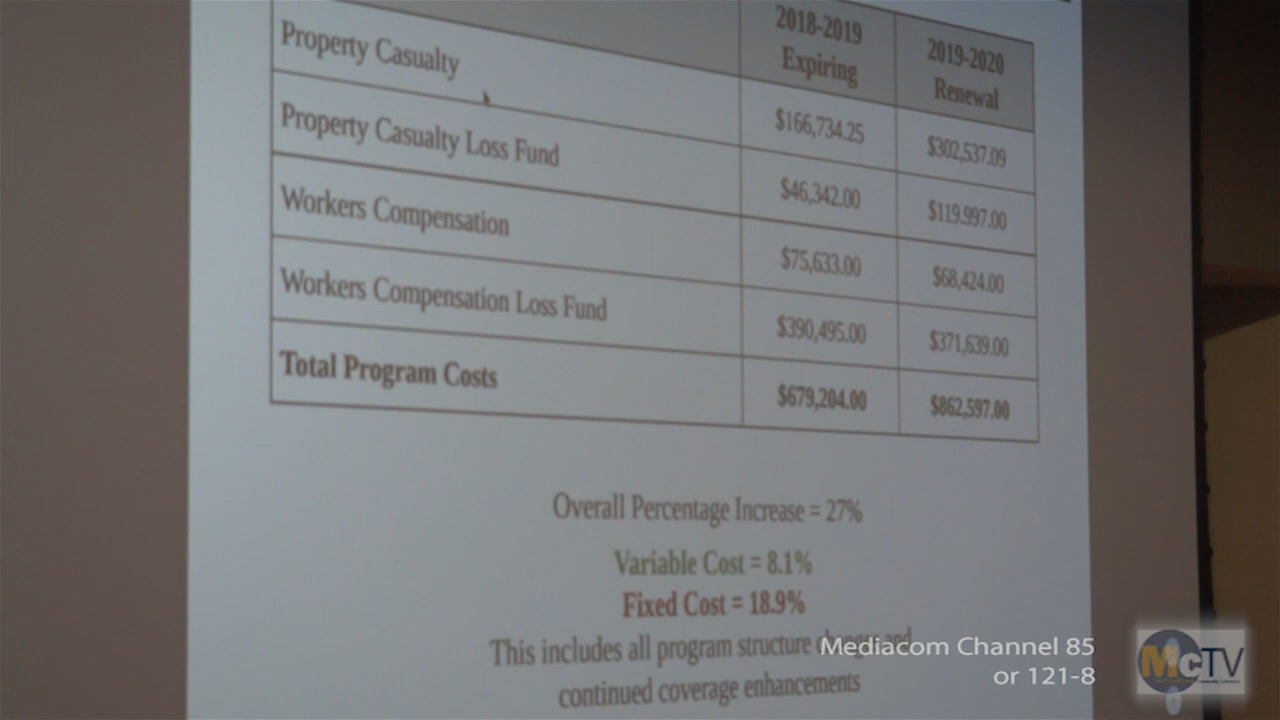 2018-2019 Expiring
2019-2020 Renewal
Property Casualty $166,734.25 $302,537.09
Property Casualty Loss Fund $46,342.00 $119,997.00
Workers Compensation $75,633.00 $68,424.00
Workers Compensation Loss Fund $390,495.00 $371,639.00
Total Program Costs $679,204.00 $862,597.00
Overall Percentage Increase = 27%
Variable Cost = 8.1%
Fixed Cost = 18.9%
This includes all program structure changes and
continued coverage enhancements
Mediacom Channel 85
or 121-8
McTV